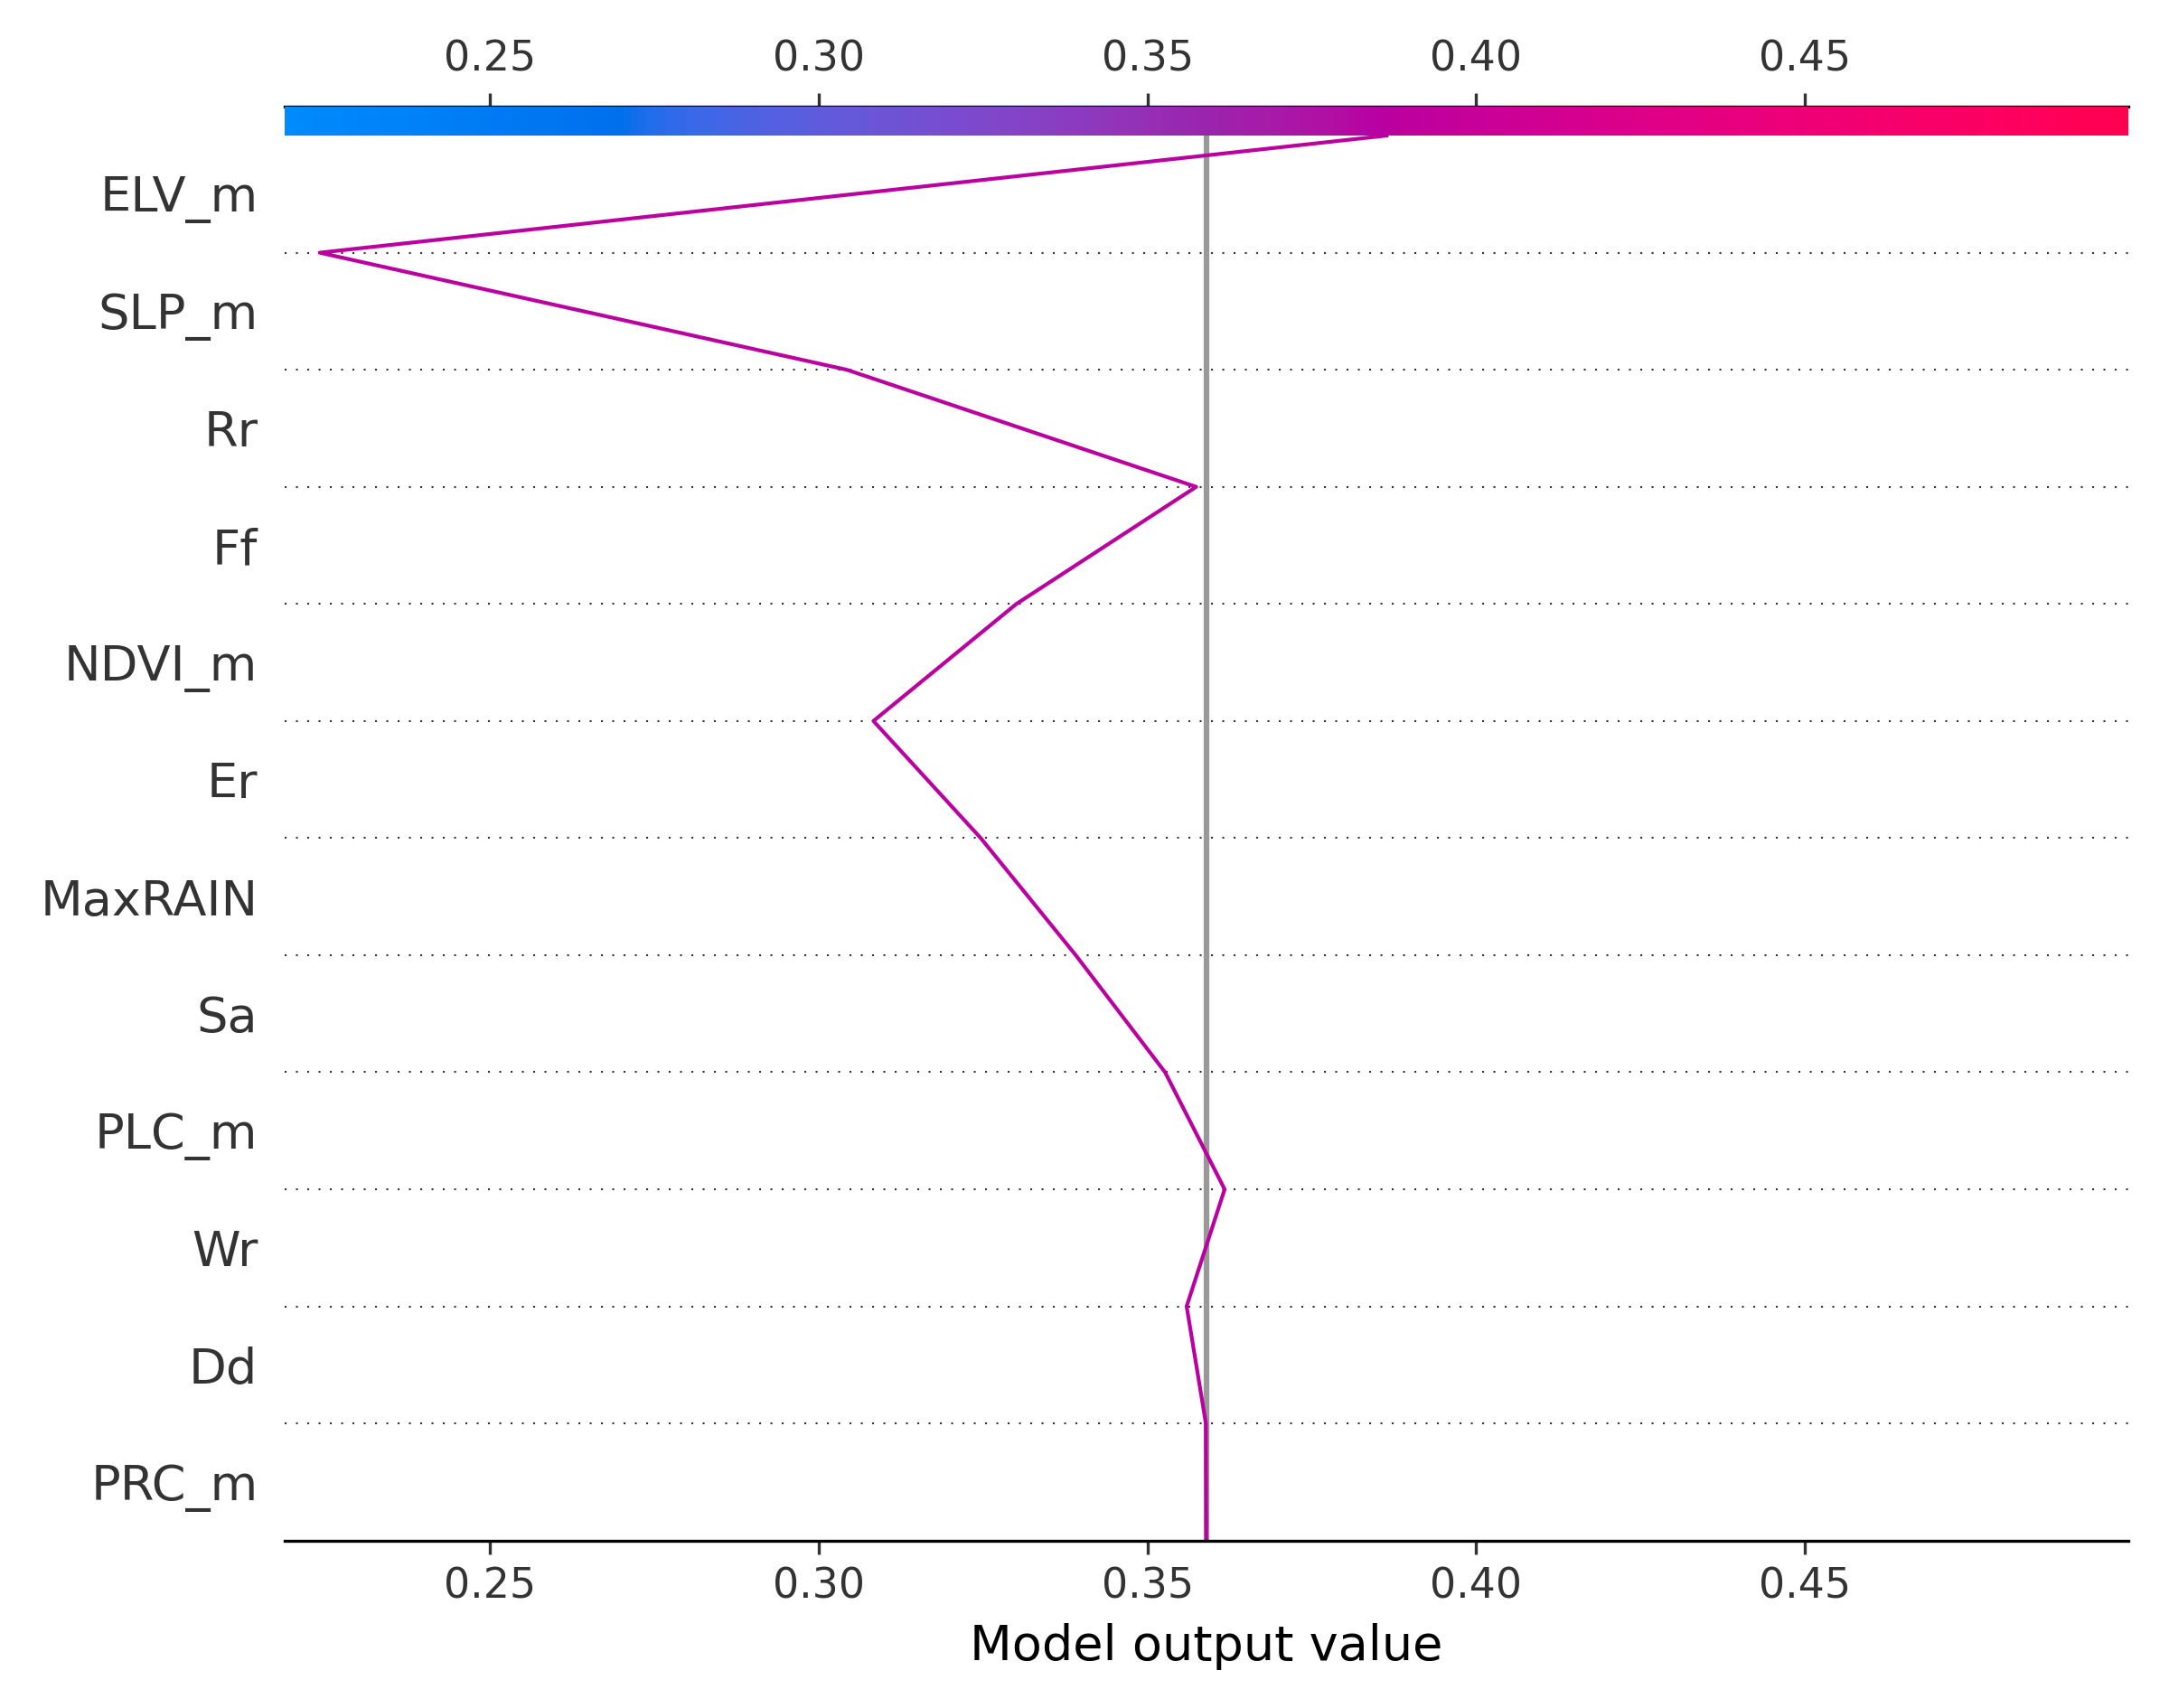 0.25 0.30 0.35 0.40 0.45
ELV_m
SLP_m
Rr
Ff
NDVI_m
Er
MaxRAIN
Sa
PLC_m
Wr
Dd
PRC_m
0.25 0.30 0.35 0.40 0.45
Model output value